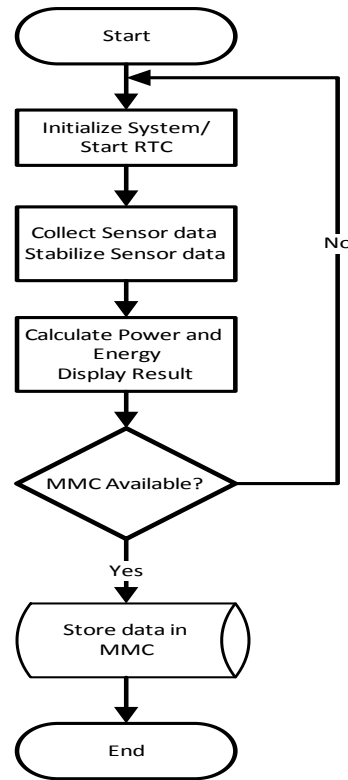 Start
Initialize System/
Start RTC
Collect Sensor data
Stabilize Sensor data
No
Calculate Power and
Energy
Display Result
MMC Available?
Yes
Store data in
MMC
End